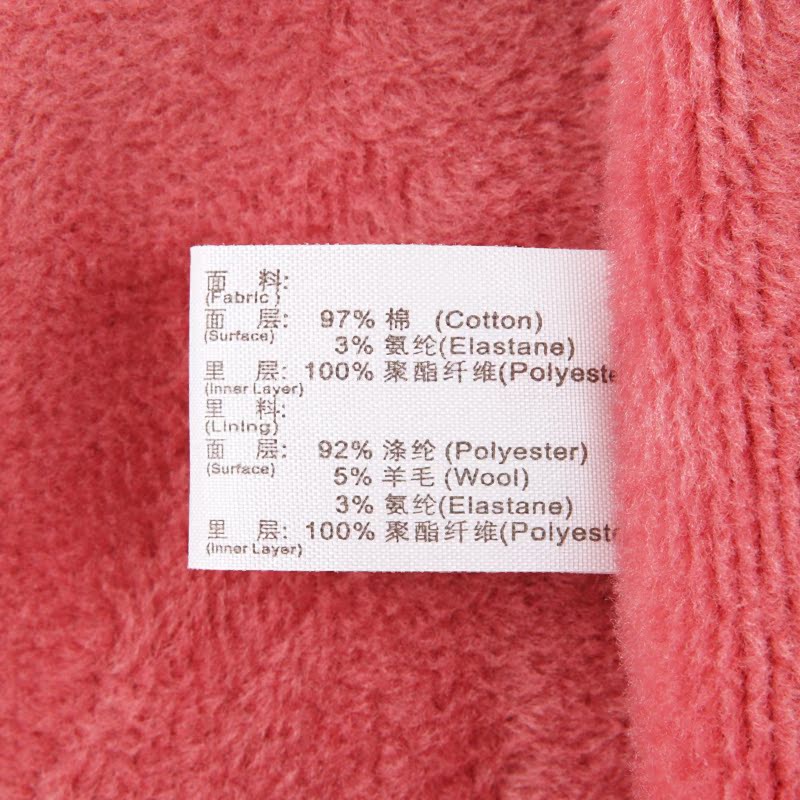 面 料:
(Fabric)
面 层: 97% 棉 (Cotton)
(Surface)
3% 氨纶(Elastane)
里 层: 100% 聚酯纤维(Polyeste
(Inner Layer)
里 料:
(Lining)
面 层: 92% 涤纶 (Polyester)
(Surface)
5% 羊毛 (Wool)
3% 氨纶(Elastane)
里 层: 100% 聚酯纤维(Polyeste
(Inner Layer)